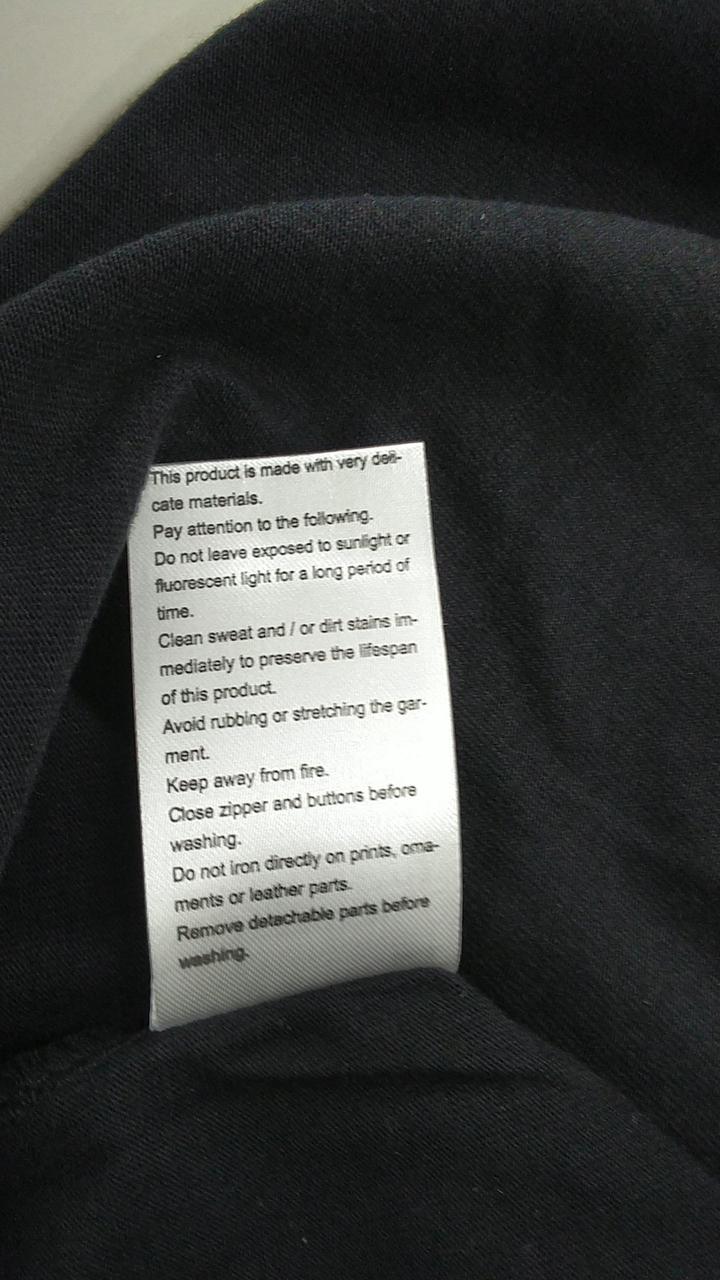 This product is made with very deli-
cate materials.
Pay attention to the following.
Do not leave exposed to sunlight or
fluorescent light for a long period of
time.
Clean sweat and / or dirt stains im-
mediately to preserve the lifespan
of this product.
Avoid rubbing or stretching the gar-
ment.
Keep away from fire.
Close zipper and buttons before
washing.
Do not iron directly on prints, orna-
ments or leather parts.
Remove detachable parts before
washing.